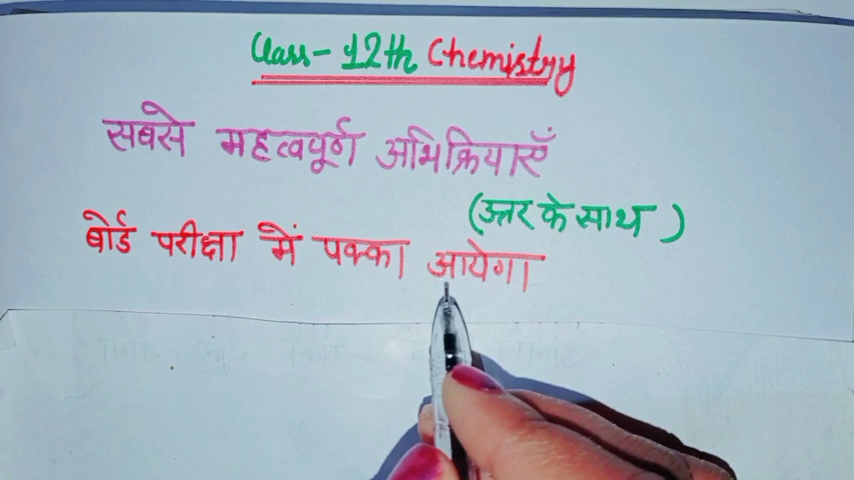 Class- 12th Chemistry
सबसे महत्वपूर्ण अभिक्रियाएँ
(उत्तर के साथ)
बोर्ड परीक्षा में पक्का आयेगा